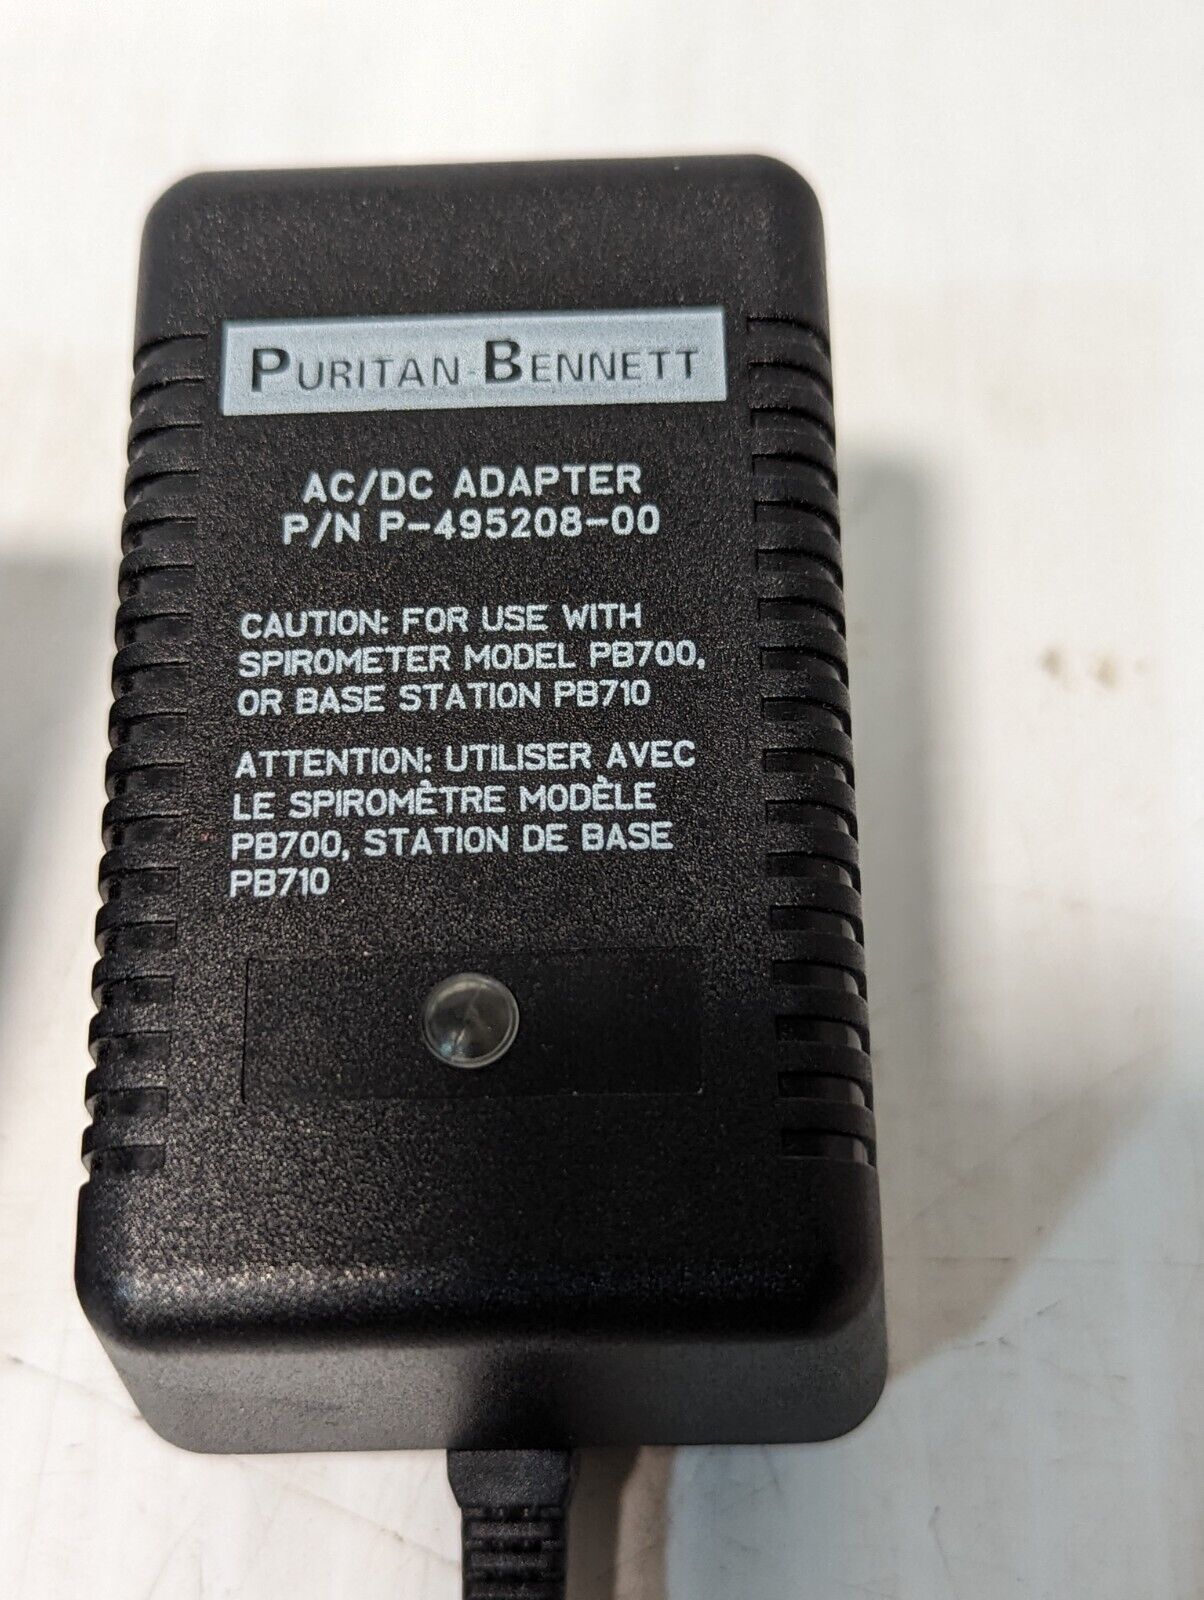 PURITAN-BENNETT
AC/DC ADAPTER
P/N P-495208-00
CAUTION: FOR USE WITH
SPIROMETER MODEL PB700,
OR BASE STATION PB710
ATTENTION: UTILISER AVEC
LE SPIROMÈTRE MODÈLE
PB700, STATION DE BASE
PB710